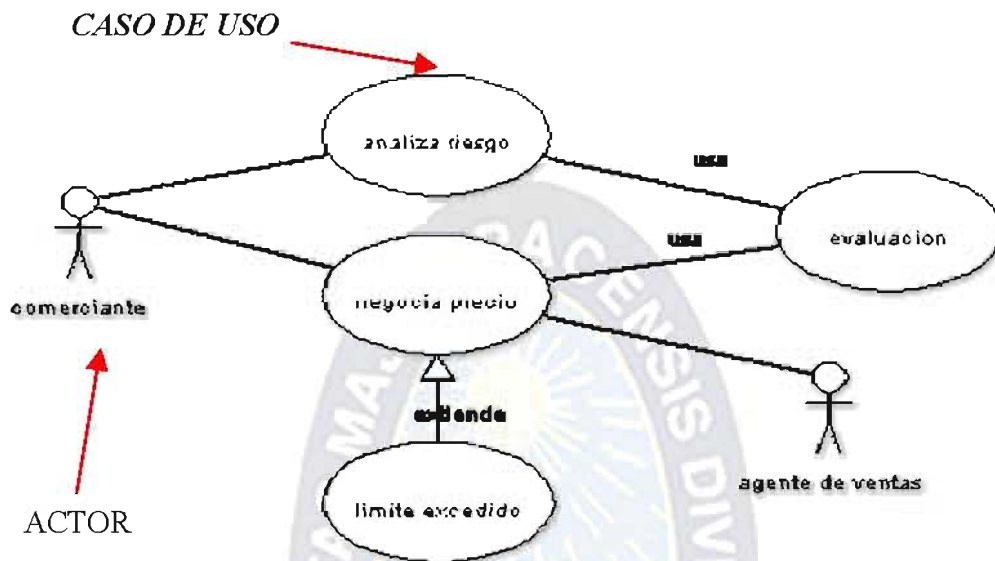 CASO DE USO
analiza riesgo
usa
evaluacion
usa
negocia precio
comerciante
extiende
agente de ventas
limite excedido
ACTOR